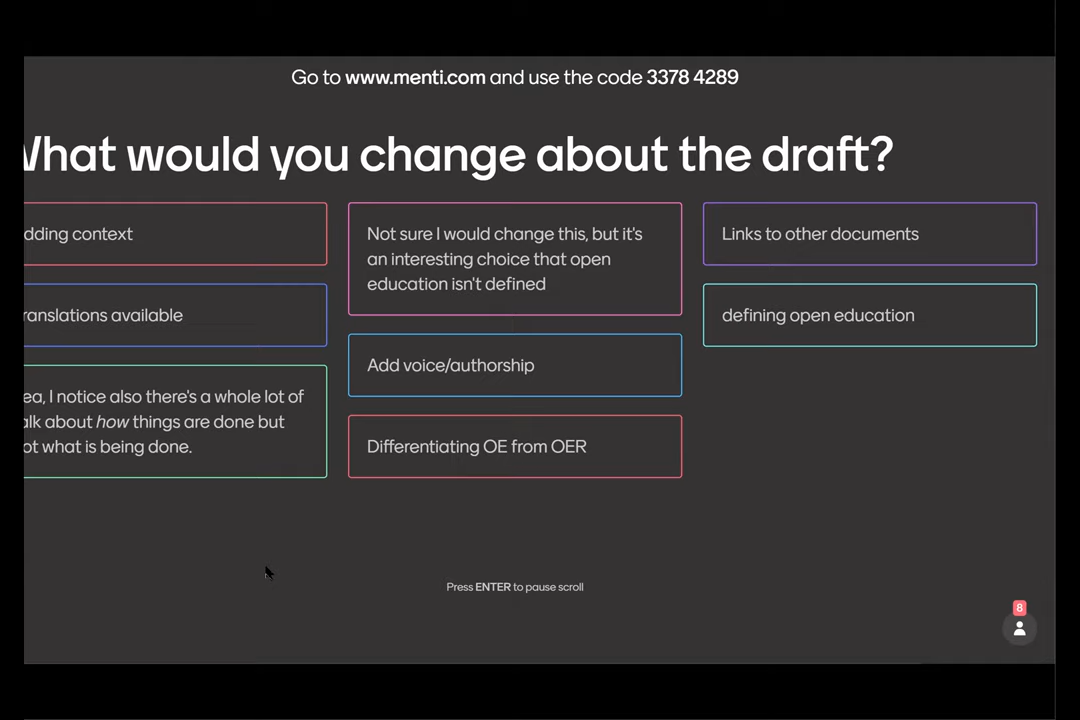 Go to www.menti.com and use the code 3378 4289
What would you change about the draft?
dding context
ranslations available
ea, I notice also there's a whole lot of
alk about how things are done but
ot what is being done.
Not sure I would change this, but it's
an interesting choice that open
education isn't defined
Add voice/authorship
Differentiating OE from OER
Links to other documents
defining open education
Press ENTER to pause scroll
8